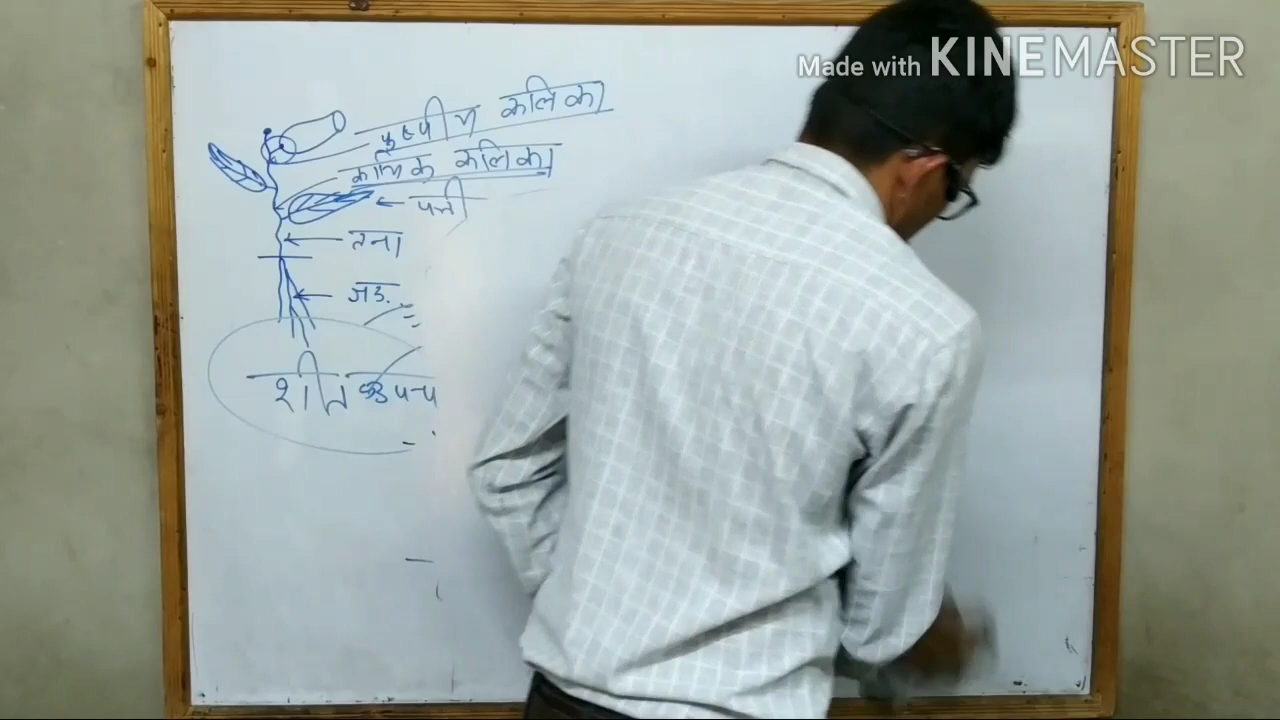 Made with KINEMASTER
पुष्पीय कलिका
कायिक कलिका
पत्ती
तना
जड़
शीत